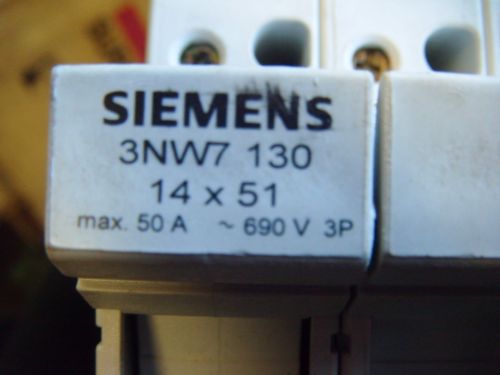 SIEMENS
3NW7 130
14 x 51
max. 50 A ~ 690 V 3P